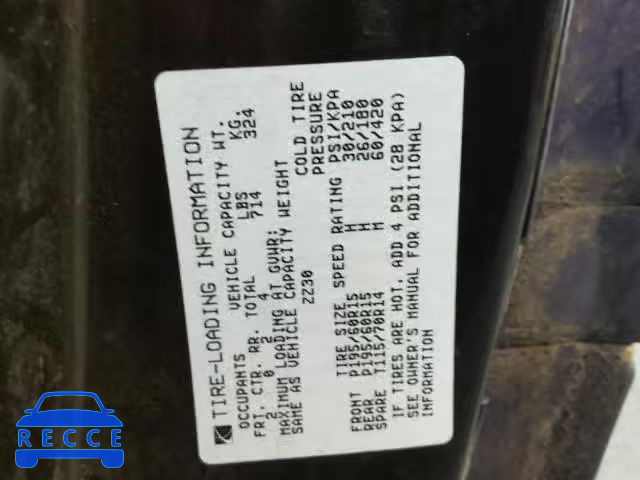 TIRE-LOADING INFORMATION
OCCUPANTS VEHICLE CAPACITY WT.
FRT. CTR. RR. TOTAL LBS KG.
2 0 2 4 714 324
MAXIMUM LOADING AT GVWR:
SAME AS VEHICLE CAPACITY WEIGHT
ZZ30 COLD TIRE
PRESSURE
TIRE SIZE SPEED RATING PSI/KPA
FRONT P195/60R15 H 30/210
REAR P195/60R15 H 26/180
SPARE T115/70R14 M 60/420
IF TIRES ARE HOT, ADD 4 PSI (28 KPA)
SEE OWNER'S MANUAL FOR ADDITIONAL
INFORMATION
RECCE